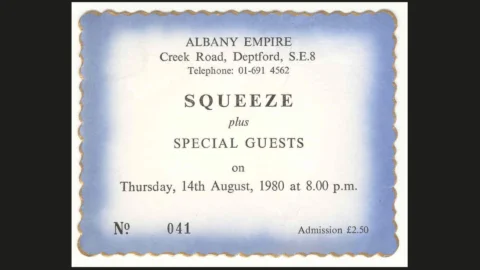 ALBANY EMPIRE
Creek Road, Deptford, S.E.8
Telephone: 01-691 4562
SQUEEZE
plus
SPECIAL GUESTS
on
Thursday, 14th August, 1980 at 8.00 p.m.
Nº 041 Admission £2.50